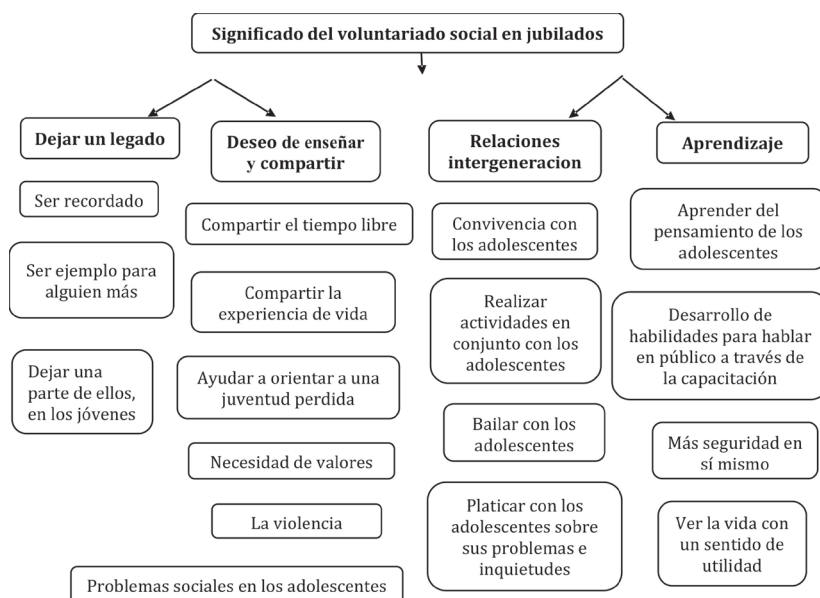 Significado del voluntariado social en jubilados
Dejar un legado
Ser recordado
Ser ejemplo para
alguien más
Dejar una
parte de ellos,
en los jóvenes
Deseo de enseñar
y compartir
Compartir el tiempo libre
Compartir la
experiencia de vida
Ayudar a orientar a una
juventud perdida
Necesidad de valores
La violencia
Problemas sociales en los adolescentes
Relaciones
intergeneracion
Convivencia con
los adolescentes
Realizar
actividades en
conjunto con los
adolescentes
Bailar con los
adolescentes
Platicar con los
adolescentes sobre
sus problemas e
inquietudes
Aprendizaje
Aprender del
pensamiento de los
adolescentes
Desarrollo de
habilidades para hablar
en público a través de
la capacitación
Más seguridad en
sí mismo
Ver la vida con
un sentido de
utilidad